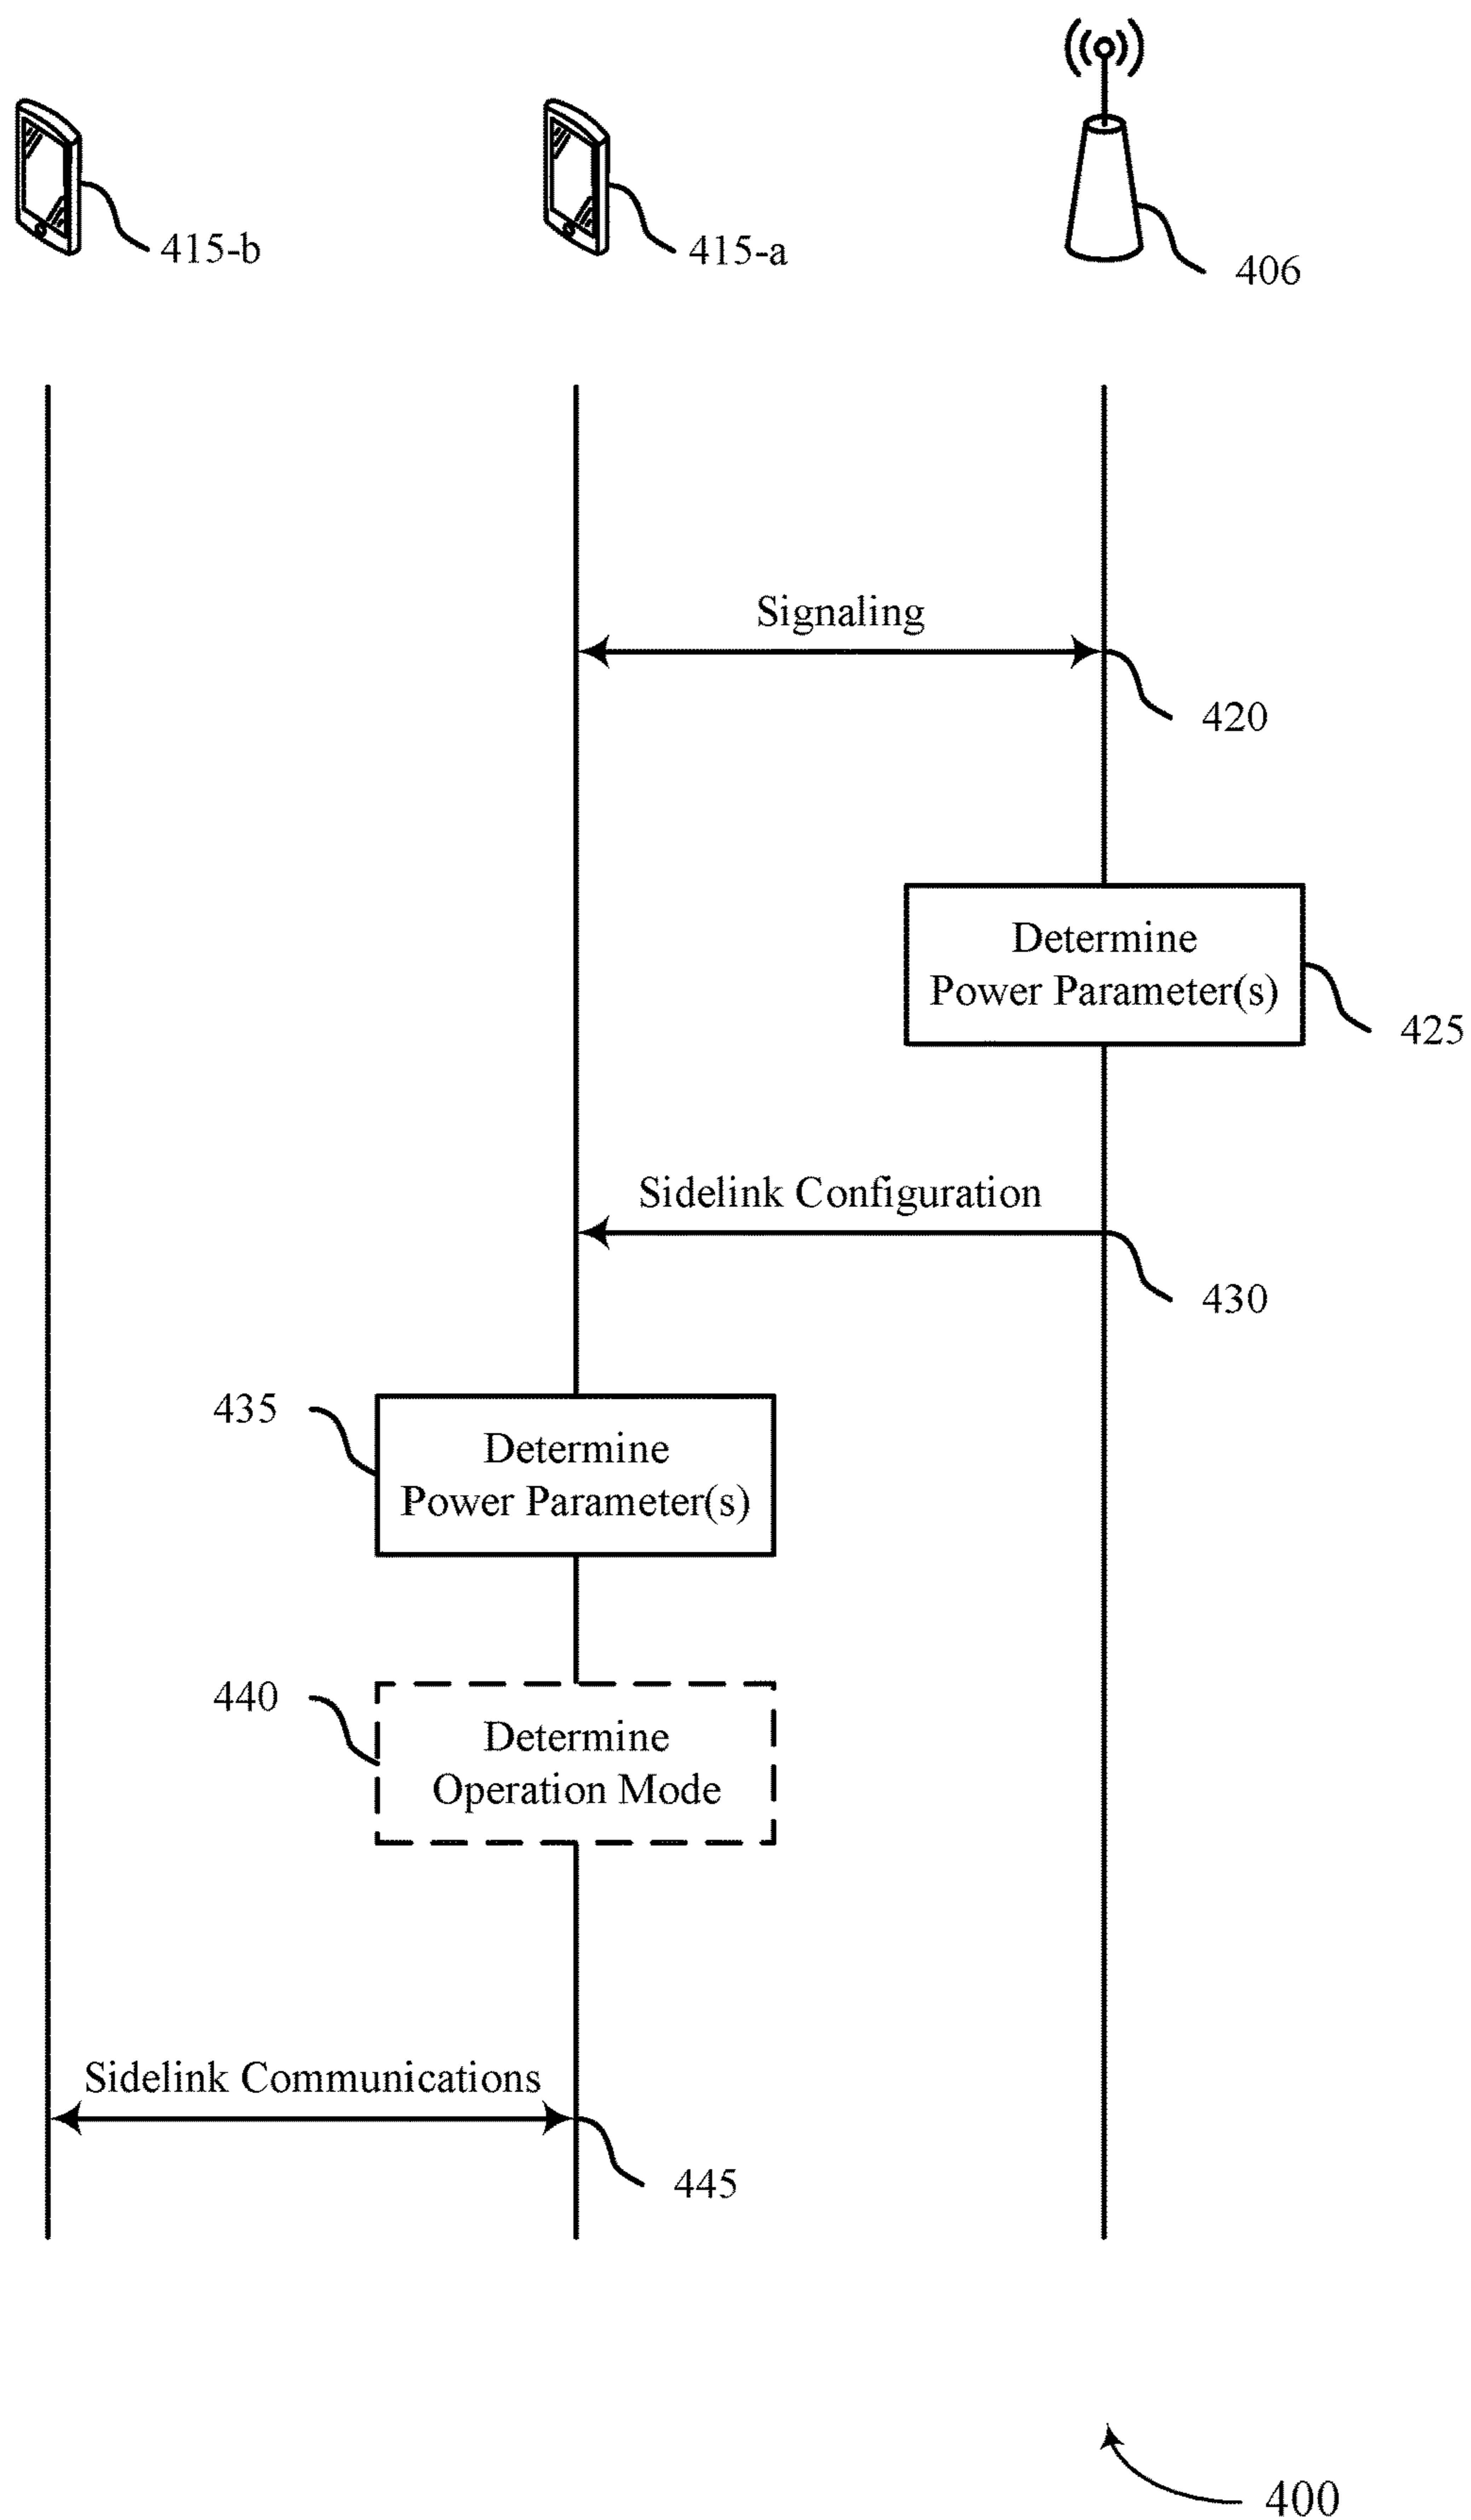 415-b
415-a
406
Signaling
420
Determine
Power Parameter(s)
425
Sidelink Configuration
430
435
Determine
Power Parameter(s)
440
Determine
Operation Mode
Sidelink Communications
445
400